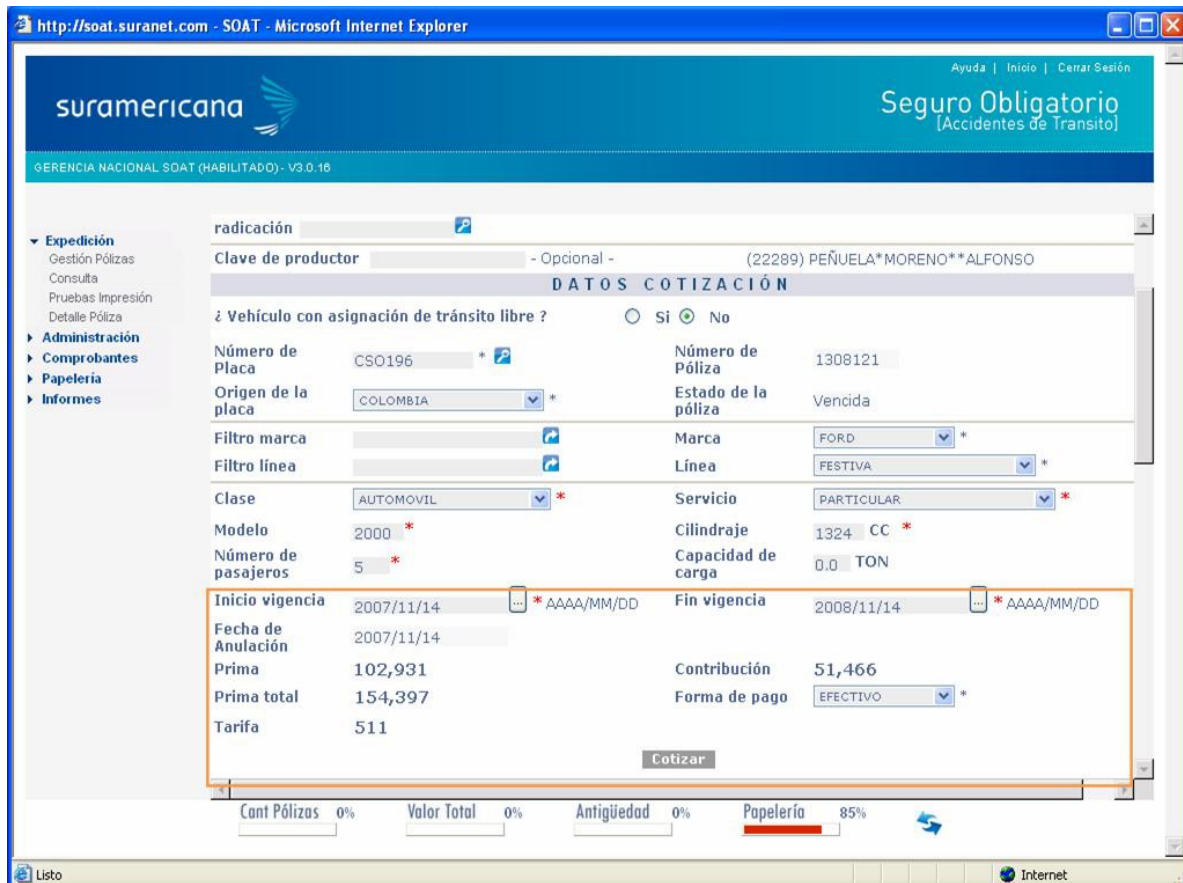 http://soat.suranet.com - SOAT - Microsoft Internet Explorer
Ayuda | Inicio | Cerrar Sesión
suramericana
Seguro Obligatorio
[Accidentes de Transito]
GERENCIA NACIONAL SOAT (HABILITADO) - V3.0.16
Expedición
Gestión Pólizas
Consulta
Pruebas Impresión
Detalle Póliza
Administración
Comprobantes
Papelería
Informes
radicación
Clave de productor - Opcional - (22289) PEÑUELA*MORENO**ALFONSO
DATOS COTIZACIÓN
¿ Vehículo con asignación de tránsito libre ? Si No
Número de Placa CSO196 * Número de Póliza 1308121
Origen de la placa COLOMBIA * Estado de la póliza Vencida
Filtro marca Marca FORD *
Filtro línea Línea FESTIVA *
Clase AUTOMOVIL * Servicio PARTICULAR *
Modelo 2000 * Cilindraje 1324 CC *
Número de pasajeros 5 * Capacidad de carga 0.0 TON
Inicio vigencia 2007/11/14 ... * AAAA/MM/DD Fin vigencia 2008/11/14 ... * AAAA/MM/DD
Fecha de Anulación 2007/11/14
Prima 102,931 Contribución 51,466
Prima total 154,397 Forma de pago EFECTIVO *
Tarifa 511
Cotizar
Cant Pólizas 0% Valor Total 0% Antigüedad 0% Papelería 85%
Listo Internet